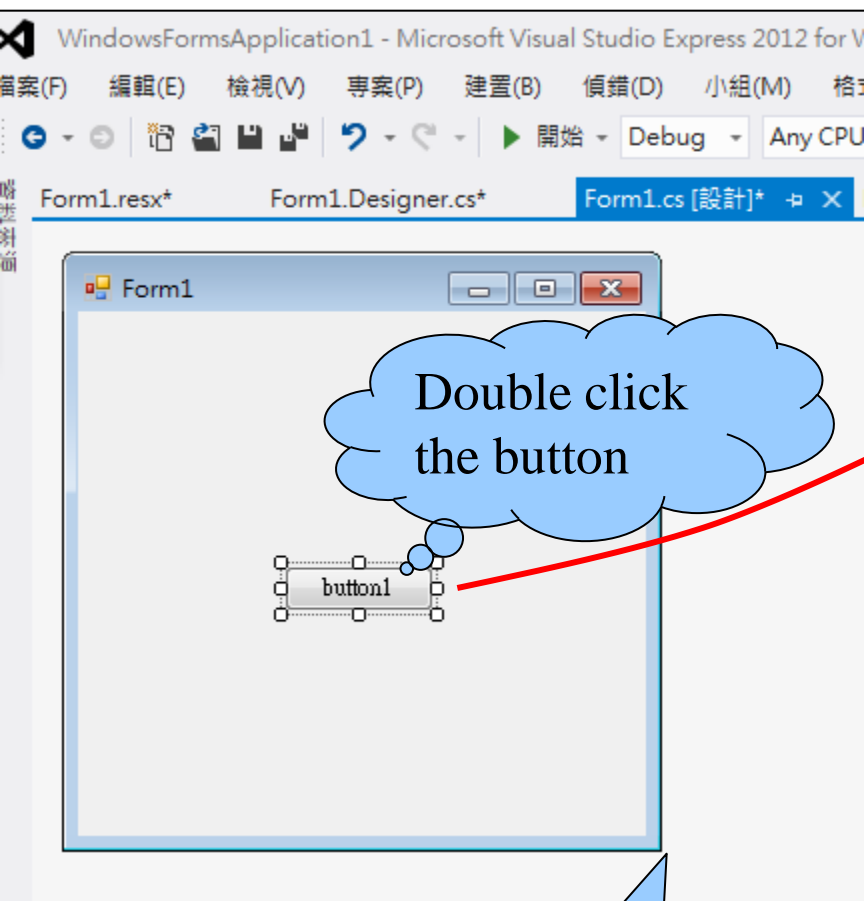 WindowsFormsApplication1 - Microsoft Visual Studio Express 2012 for W
檔案(F) 編輯(E) 檢視(V) 專案(P) 建置(B) 偵錯(D) 小組(M) 格式
開始 Debug Any CPU
Form1.resx* Form1.Designer.cs* Form1.cs [設計]*
Form1
Double click
the button
button1